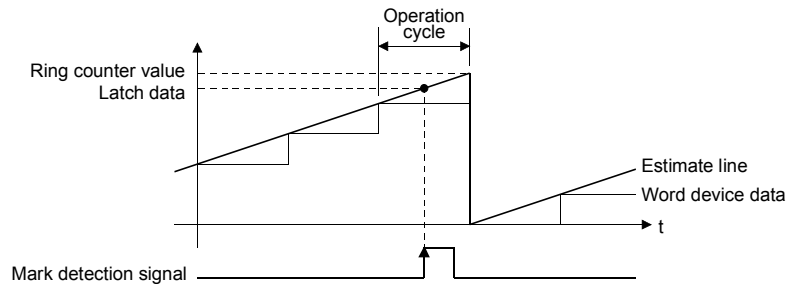 Operation
cycle
Ring counter value
Latch data
Estimate line
Word device data
t
Mark detection signal